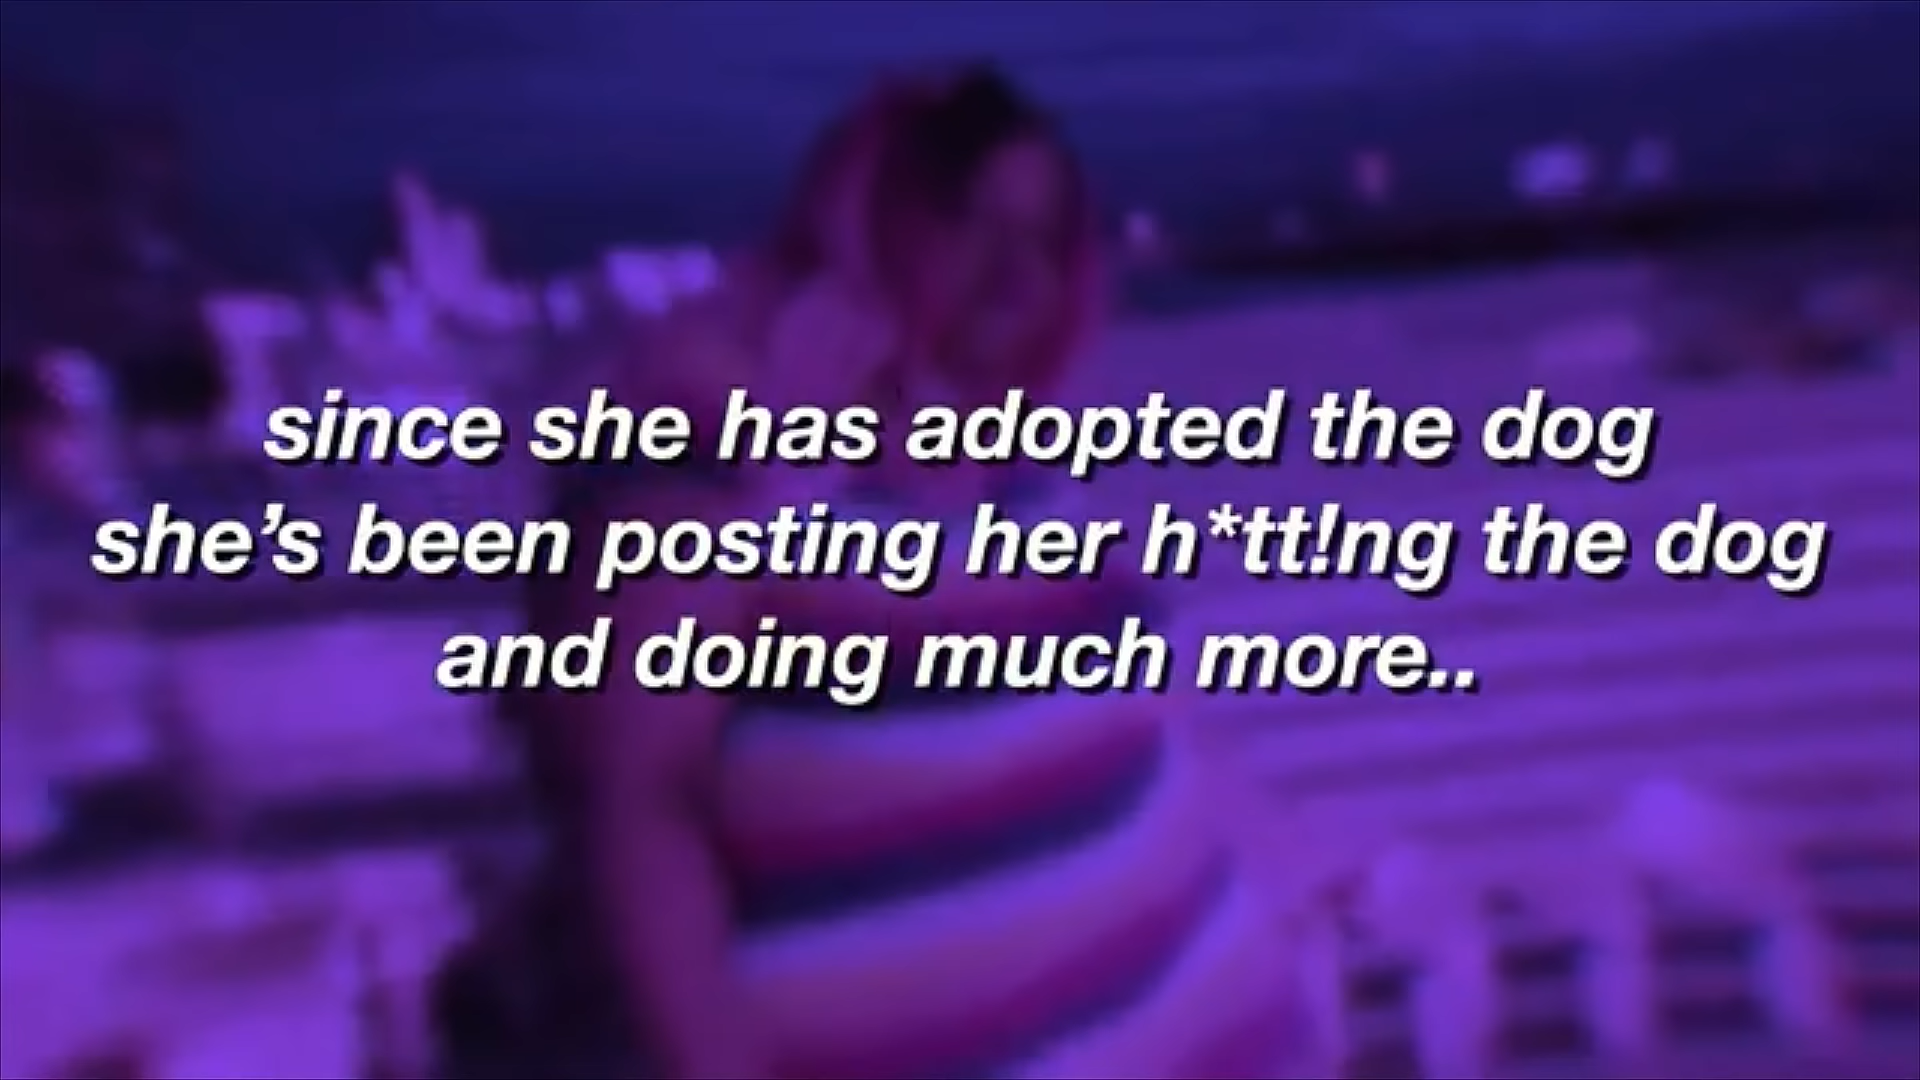 since she has adopted the dog
she’s been posting her h*tt!ng the dog
and doing much more..